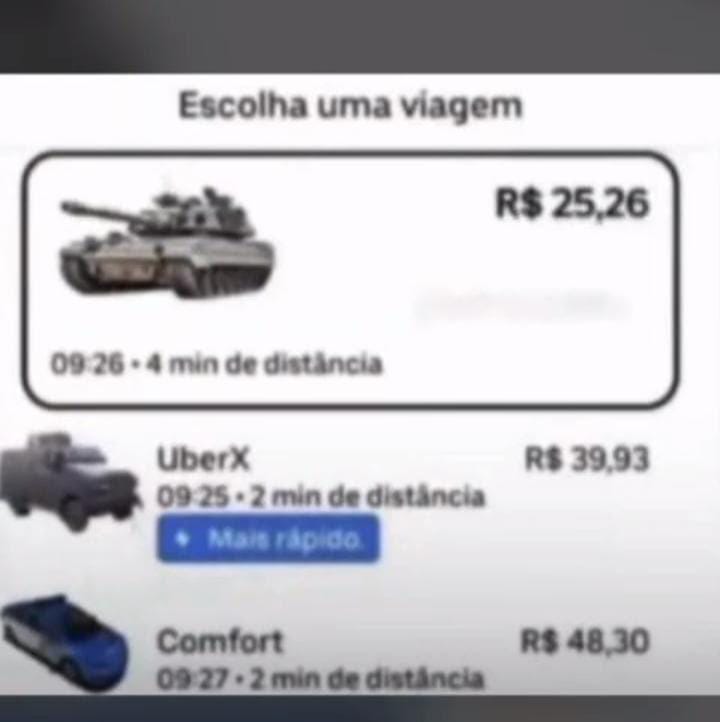 Escolha uma viagem
R$ 25,26
09:26 • 4 min de distância
UberX R$ 39,93
09:25 • 2 min de distância
Mais rápido.
Comfort R$ 48,30
09:27 • 2 min de distância